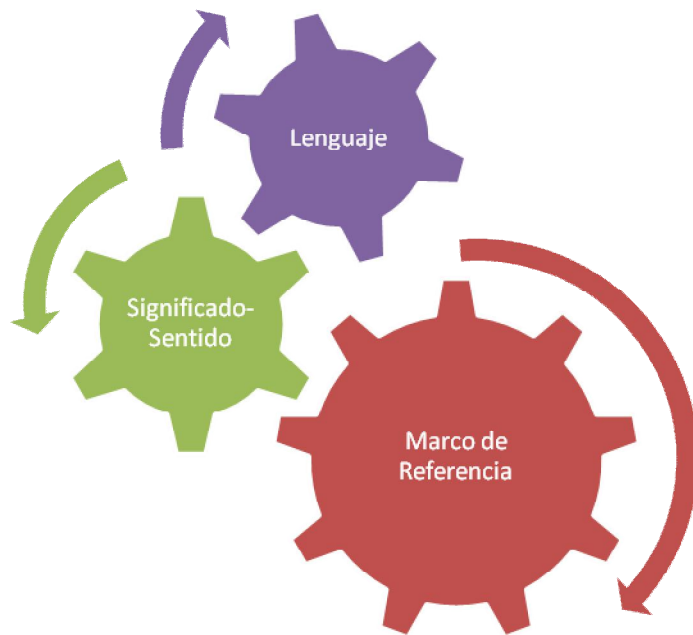 Lenguaje
Significado-
Sentido
Marco de
Referencia